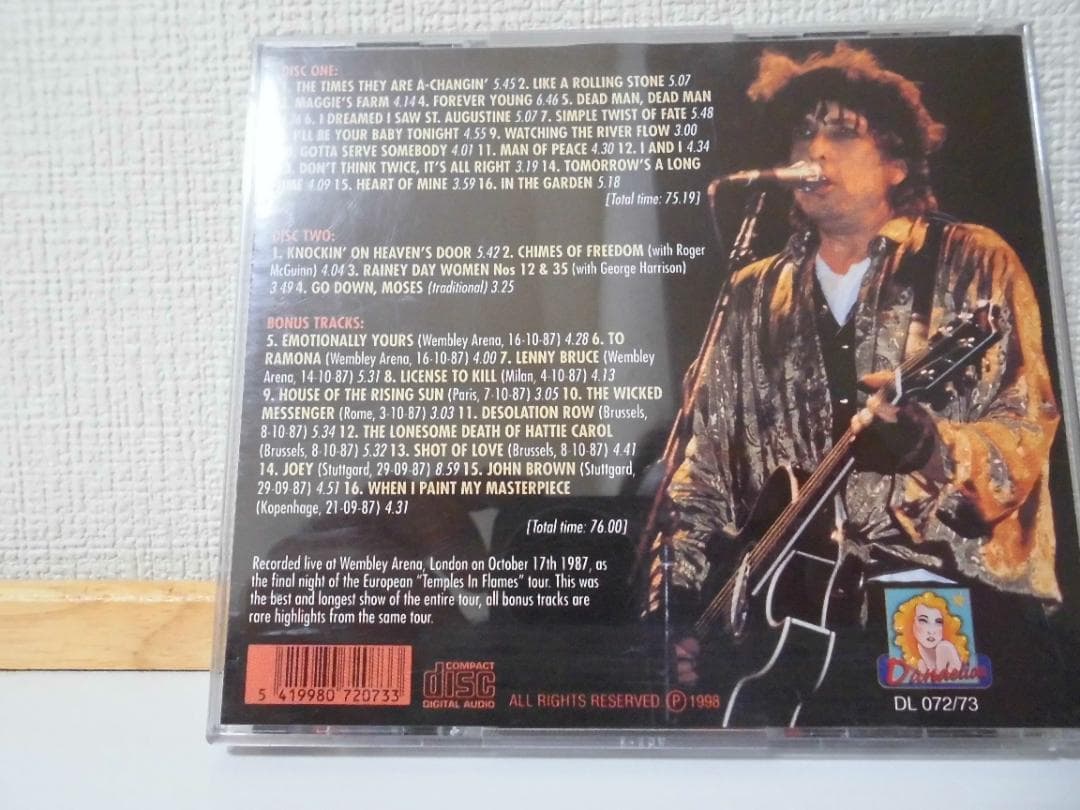 DISC ONE:
THE TIMES THEY ARE A-CHANGIN' 5.45 2. LIKE A ROLLING STONE 5.07
MAGGIE'S FARM 4.14 4. FOREVER YOUNG 6.46 5. DEAD MAN, DEAD MAN
6. I DREAMED I SAW ST. AUGUSTINE 5.07 7. SIMPLE TWIST OF FATE 5.48
I'LL BE YOUR BABY TONIGHT 4.55 9. WATCHING THE RIVER FLOW 3.00
GOTTA SERVE SOMEBODY 4.01 11. MAN OF PEACE 4.30 12. I AND I 4.34
DON'T THINK TWICE, IT'S ALL RIGHT 3.19 14. TOMORROW'S A LONG
TIME 4.09 15. HEART OF MINE 3.59 16. IN THE GARDEN 5.18
[Total time: 75.19]
DISC TWO:
1. KNOCKIN' ON HEAVEN'S DOOR 5.42 2. CHIMES OF FREEDOM (with Roger
McGuinn) 4.04 3. RAINEY DAY WOMEN Nos 12 & 35 (with George Harrison)
3.49 4. GO DOWN, MOSES (traditional) 3.25
BONUS TRACKS:
5. EMOTIONALLY YOURS (Wembley Arena, 16-10-87) 4.28 6. TO
RAMONA (Wembley Arena, 16-10-87) 4.00 7. LENNY BRUCE (Wembley
Arena, 14-10-87) 5.31 8. LICENSE TO KILL (Milan, 4-10-87) 4.13
9. HOUSE OF THE RISING SUN (Paris, 7-10-87) 3.05 10. THE WICKED
MESSENGER (Rome, 3-10-87) 3.03 11. DESOLATION ROW (Brussels,
8-10-87) 5.34 12. THE LONESOME DEATH OF HATTIE CAROL
(Brussels, 8-10-87) 5.32 13. SHOT OF LOVE (Brussels, 8-10-87) 4.41
14. JOEY (Stuttgard, 29-09-87) 8.59 15. JOHN BROWN (Stuttgard,
29-09-87) 4.51 16. WHEN I PAINT MY MASTERPIECE
(Kopenhage, 21-09-87) 4.31
[Total time: 76.00]
Recorded live at Wembley Arena, London on October 17th 1987, as
the final night of the European "Temples In Flames" tour. This was
the best and longest show of the entire tour, all bonus tracks are
rare highlights from the same tour.
5 419980 720733
COMPACT
disc
DIGITAL AUDIO
ALL RIGHTS RESERVED Ⓟ 1998
Dandelion
DL 072/73